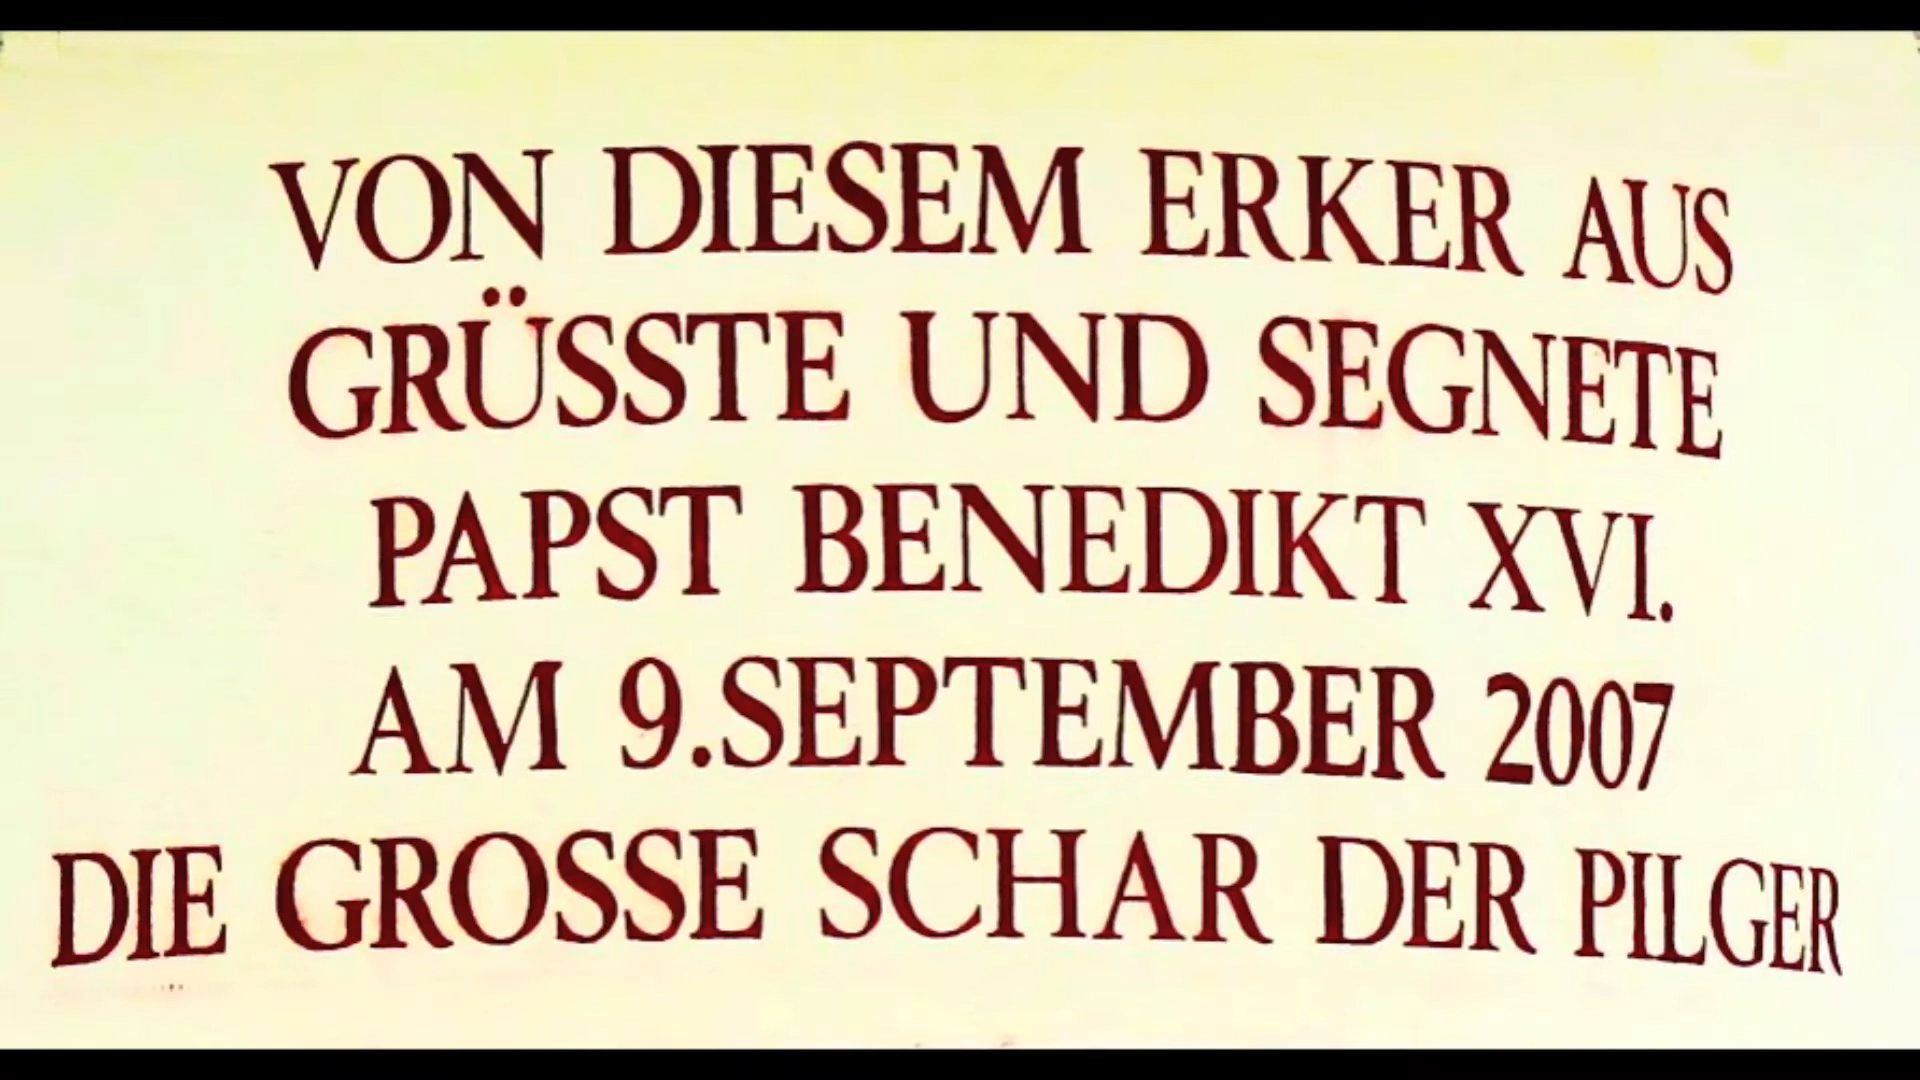 VON DIESEM ERKER AUS
GRÜSSTE UND SEGNETE
PAPST BENEDIKT XVI.
AM 9.SEPTEMBER 2007
DIE GROSSE SCHAR DER PILGER